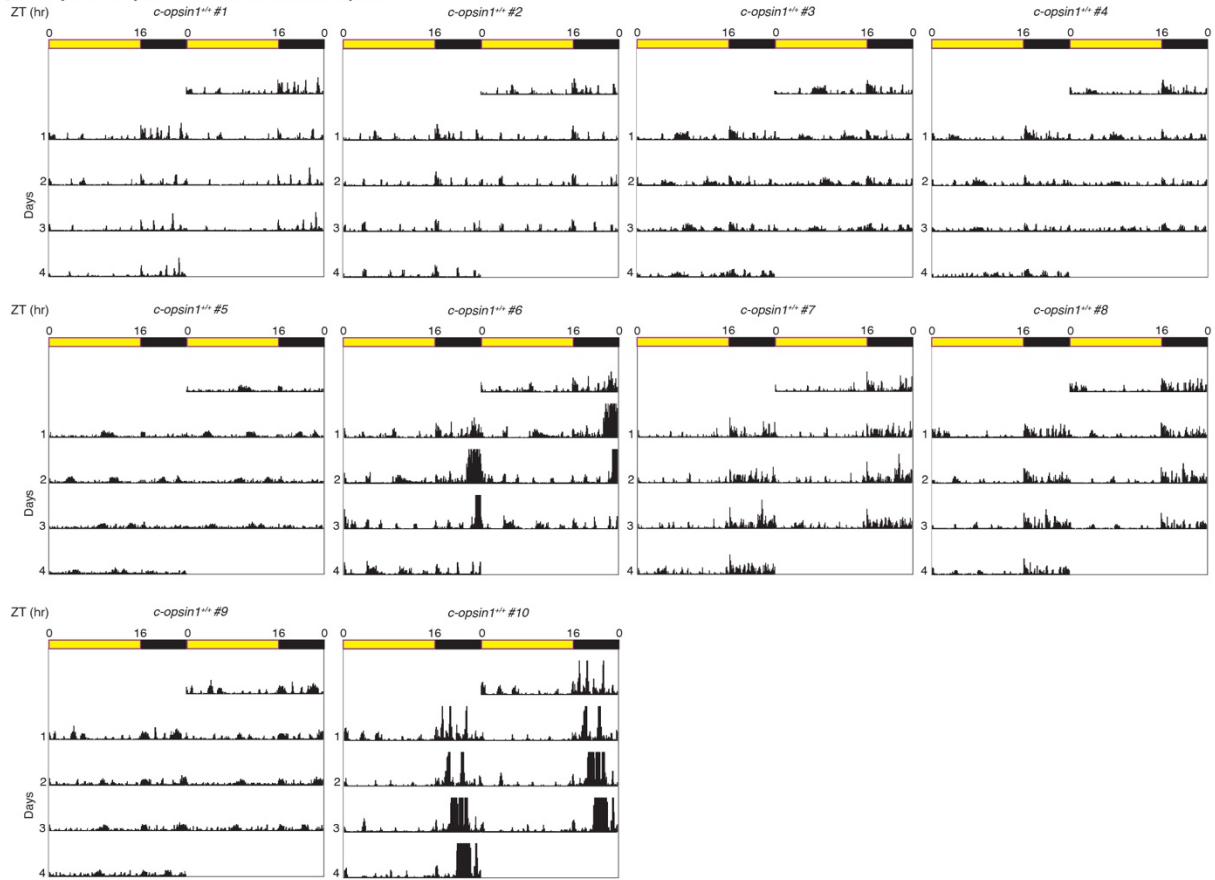 ZT (hr) c-opsin1+/+ #1 c-opsin1+/+ #2 c-opsin1+/+ #3 c-opsin1+/+ #4
0 16 0 16 0 0 16 0 16 0 0 16 0 16 0 0 16 0 16 0
1 1 1 1
2 2 2 2
Days
3 3 3 3
4 4 4 4
ZT (hr) c-opsin1+/+ #5 c-opsin1+/+ #6 c-opsin1+/+ #7 c-opsin1+/+ #8
0 16 0 16 0 0 16 0 16 0 0 16 0 16 0 0 16 0 16 0
1 1 1 1
2 2 2 2
Days
3 3 3 3
4 4 4 4
ZT (hr) c-opsin1+/+ #9 c-opsin1+/+ #10
0 16 0 16 0 0 16 0 16 0
1 1
2 2
Days
3 3
4 4